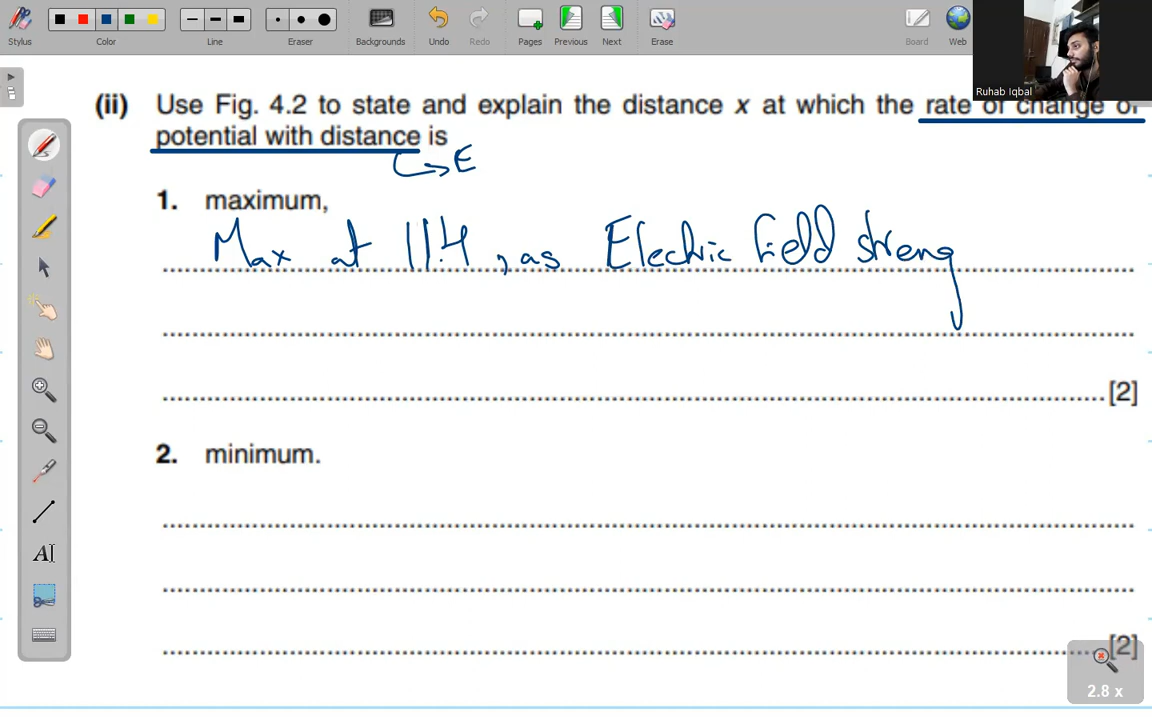 Stylus Color Line Eraser Backgrounds Undo Redo Pages Previous Next Erase Board Web
Ruhab Iqbal
(ii) Use Fig. 4.2 to state and explain the distance x at which the rate of change of
potential with distance is
↳ E
1. maximum,
Max at 11.4 , as Electric field streng
[2]
2. minimum.
[2]
AI
2.8 x